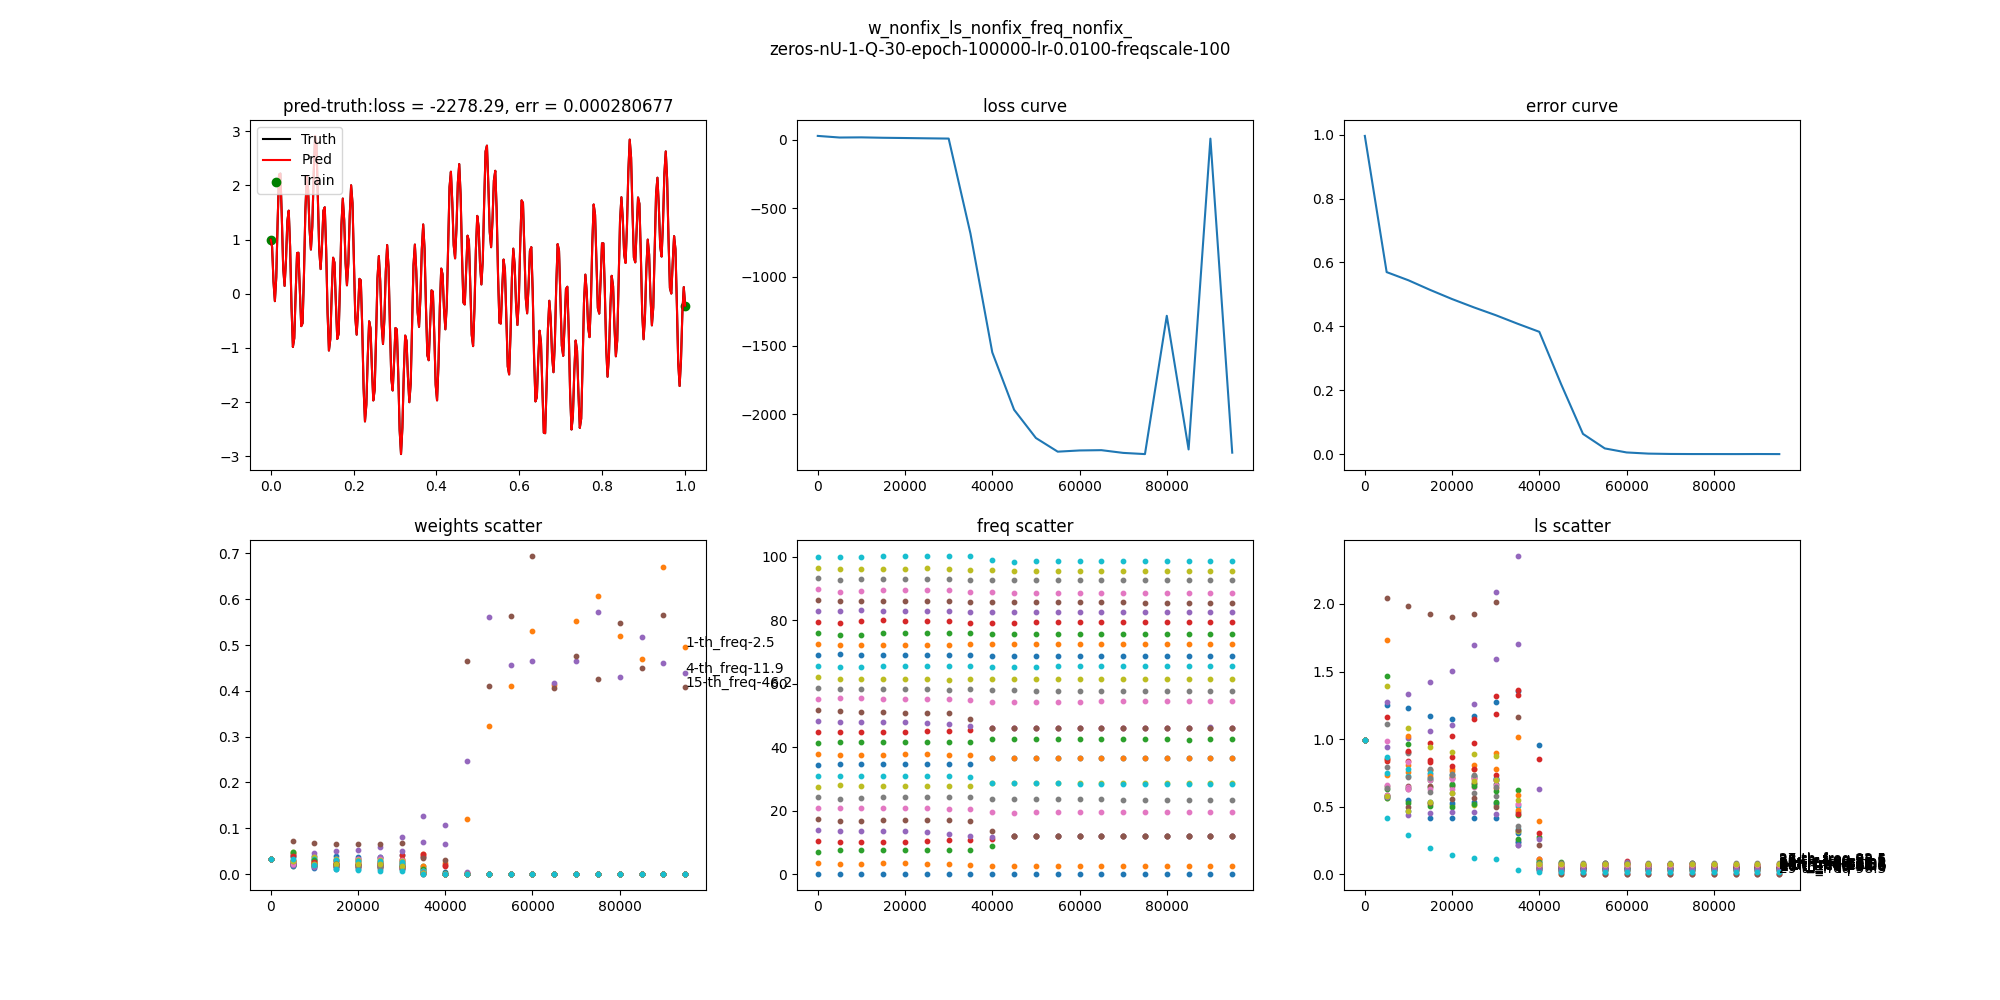 w_nonfix_ls_nonfix_freq_nonfix_
zeros-nU-1-Q-30-epoch-100000-lr-0.0100-freqscale-100
pred-truth:loss = -2278.29, err = 0.000280677
Truth
Pred
Train
3
2
1
0
−1
−2
−3
0.0 0.2 0.4 0.6 0.8 1.0
loss curve
0
−500
−1000
−1500
−2000
0 20000 40000 60000 80000
error curve
1.0
0.8
0.6
0.4
0.2
0.0
0 20000 40000 60000 80000
weights scatter
0.7
0.6
0.5
0.4
0.3
0.2
0.1
0.0
0 20000 40000 60000 80000
1-th_freq-2.5
4-th_freq-11.9
15-th_freq-46.2
freq scatter
100
80
60
40
20
0
0 20000 40000 60000 80000
ls scatter
2.0
1.5
1.0
0.5
0.0
0 20000 40000 60000 80000